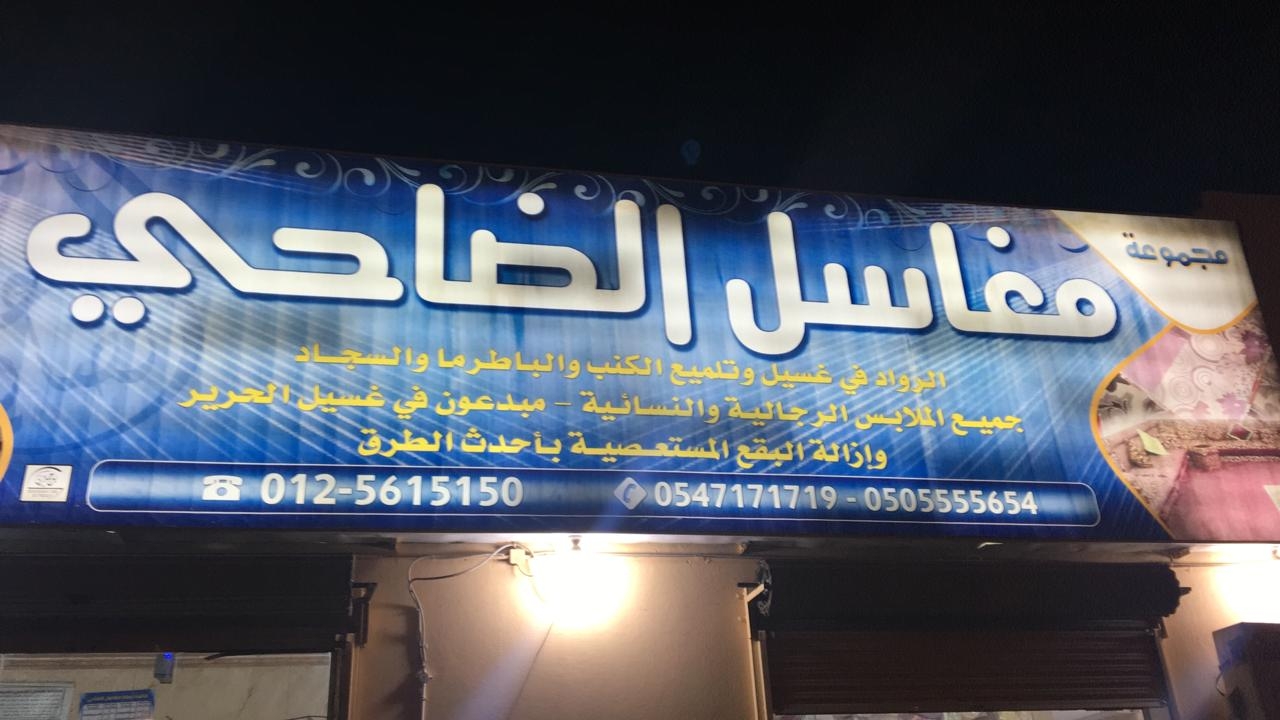 مجموعة
مغاسل الضاحي
الرواد في غسيل وتلميع الكنب والباطرما والسجاد
جميع الملابس الرجالية والنسائية - مبدعون في غسيل الحرير
وإزالة البقع المستعصية بأحدث الطرق
012-5615150
0547171719 - 0505555654